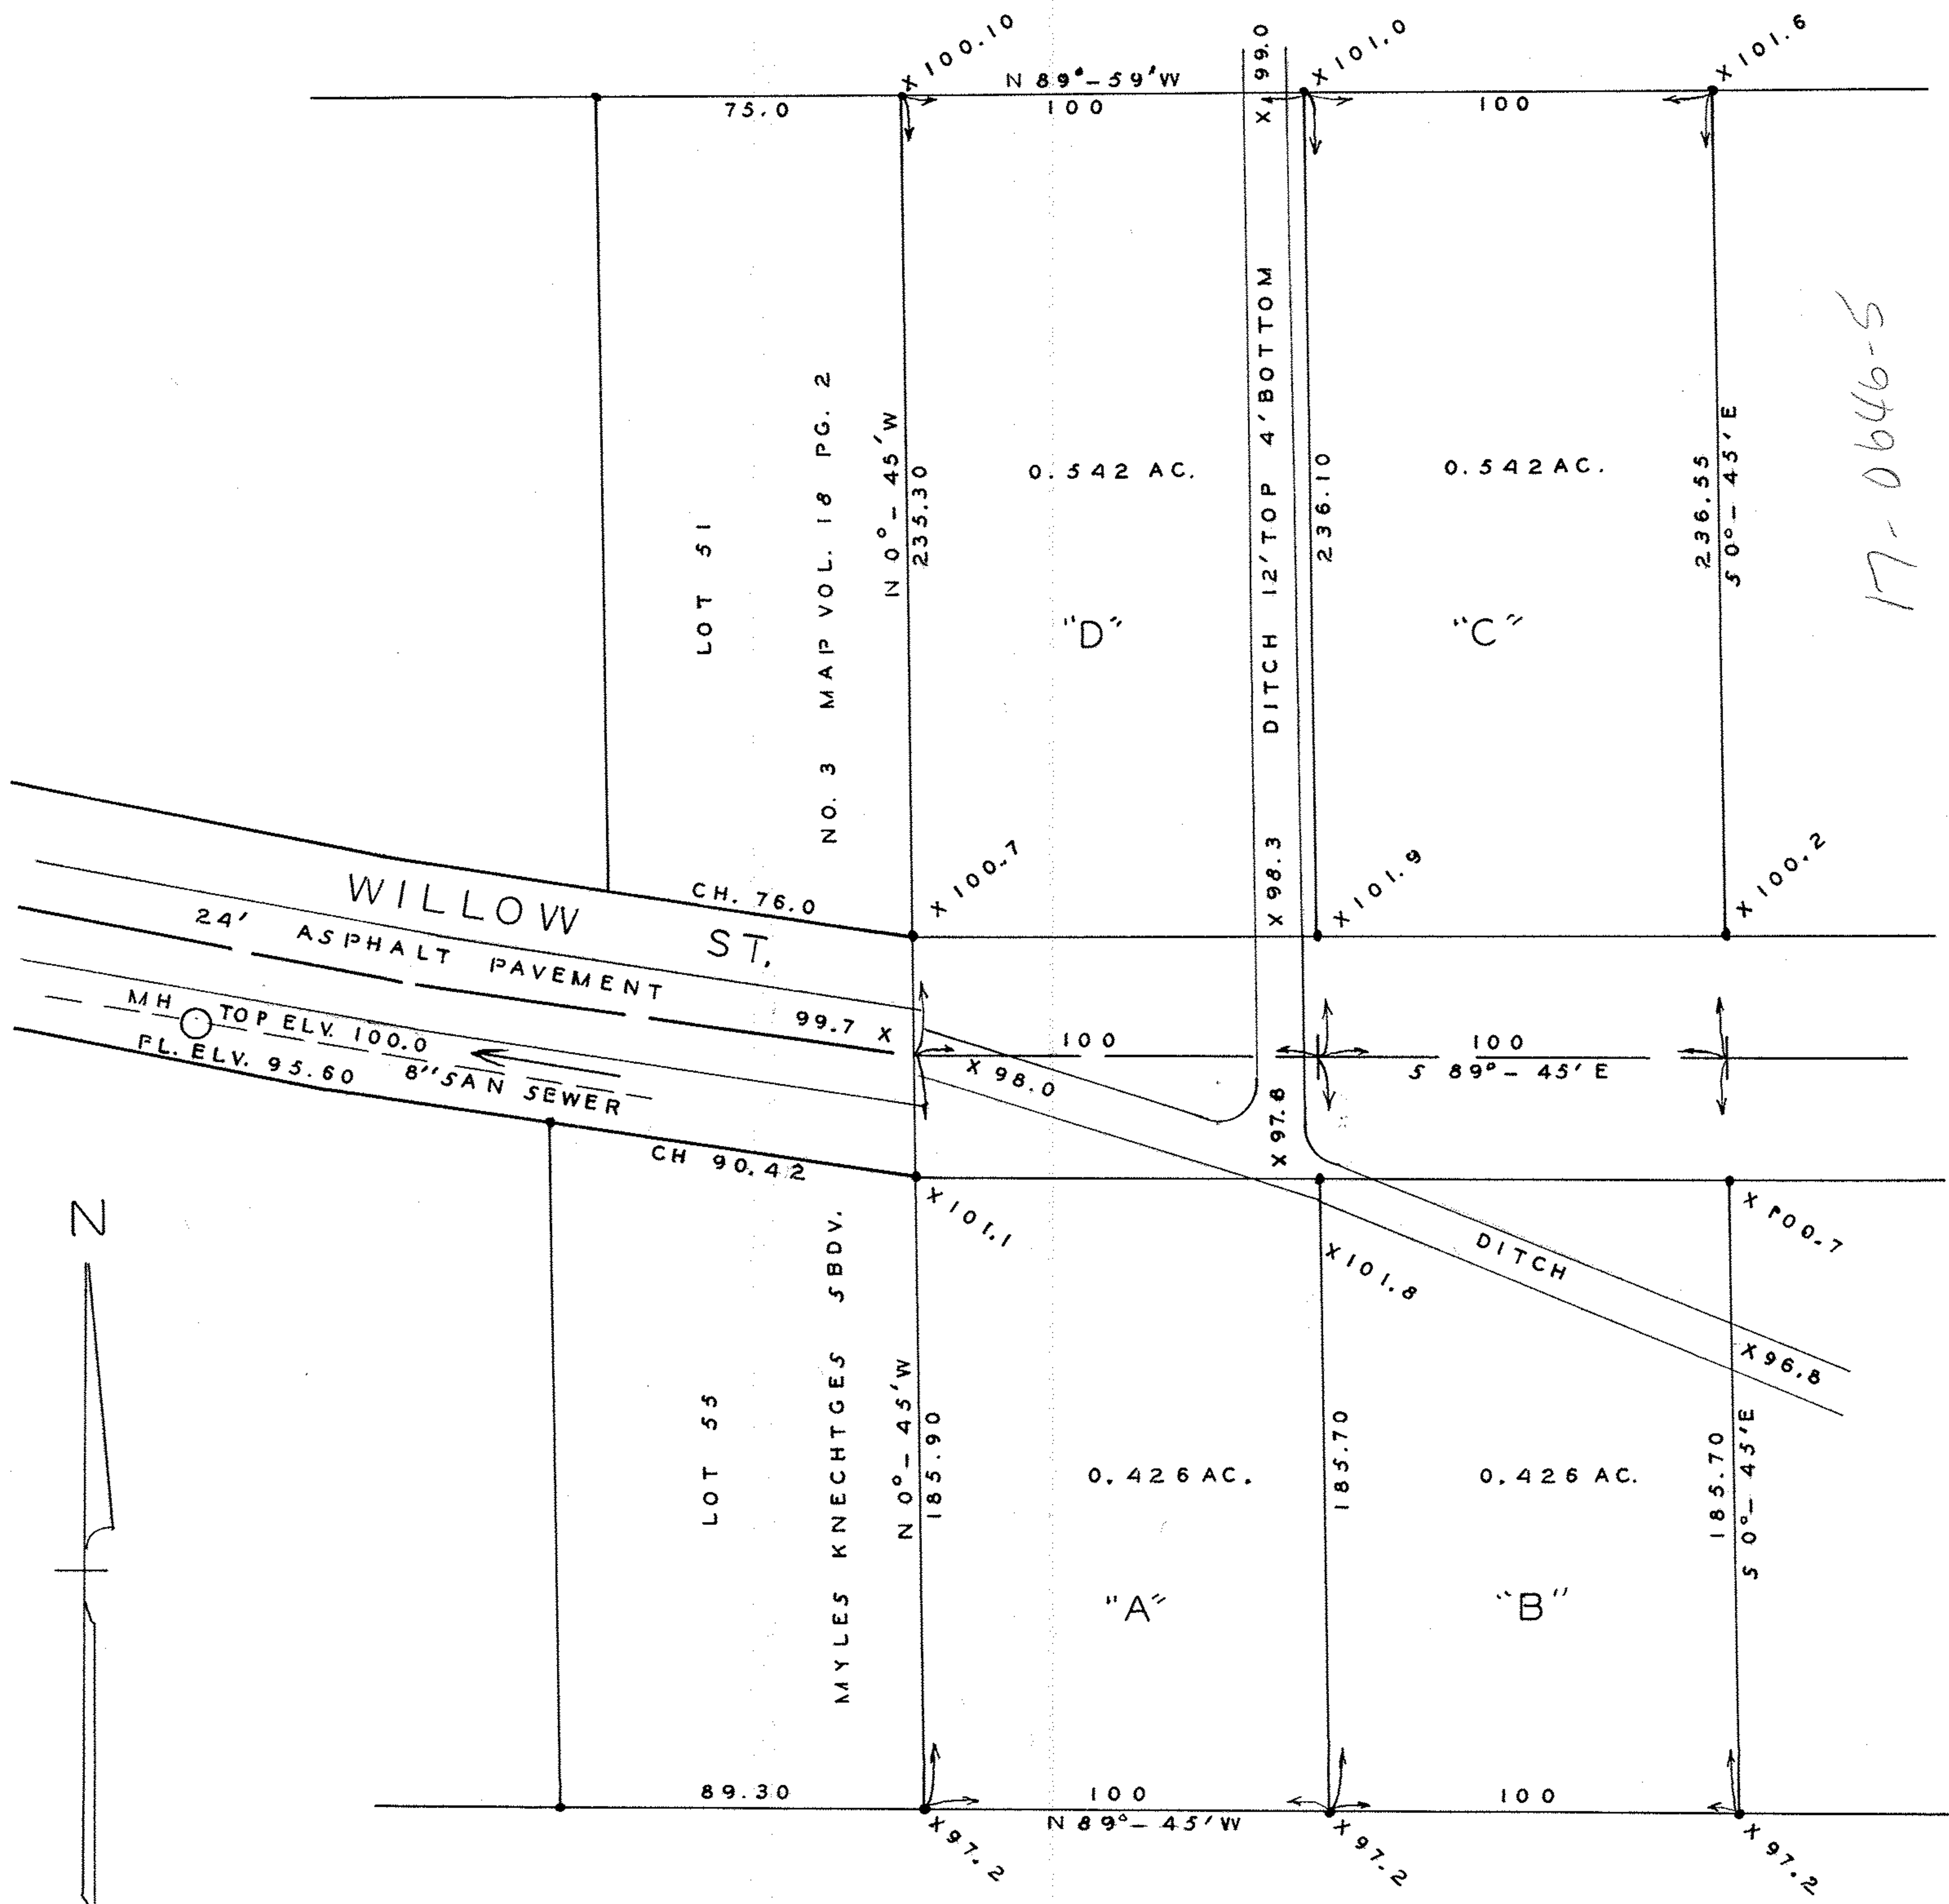 X 100.10
N 89°-59'W
X 99.0
X 101.0
X 101.6
75.0
100
100
LOT 51
NO. 3 MAP VOL. 18 PG. 2
N 0°-45'W
235.30
0.542 AC.
"D"
DITCH 12'TOP 4'BOTTOM
236.10
0.542 AC.
"C"
236.55
S 0°-45'E
17-0646-S
WILLOW ST.
CH. 76.0
X 100.7
X 98.3
X 101.9
X 100.2
24' ASPHALT PAVEMENT
99.7 X
MH TOP ELV. 100.0
FL. ELV. 95.60
8" SAN SEWER
100
X 98.0
X 97.8
100
S 89°-45'E
CH 90.42
X 101.1
X 101.8
X 100.7
DITCH
X 96.8
N
LOT 55
MYLES KNECHTGES SBDV.
N 0°-45'W
185.90
0.426 AC.
"A"
185.70
0.426 AC.
"B"
185.70
S 0°-45'E
89.30
100
N 89°-45'W
100
X 97.2
X 97.2
X 97.2